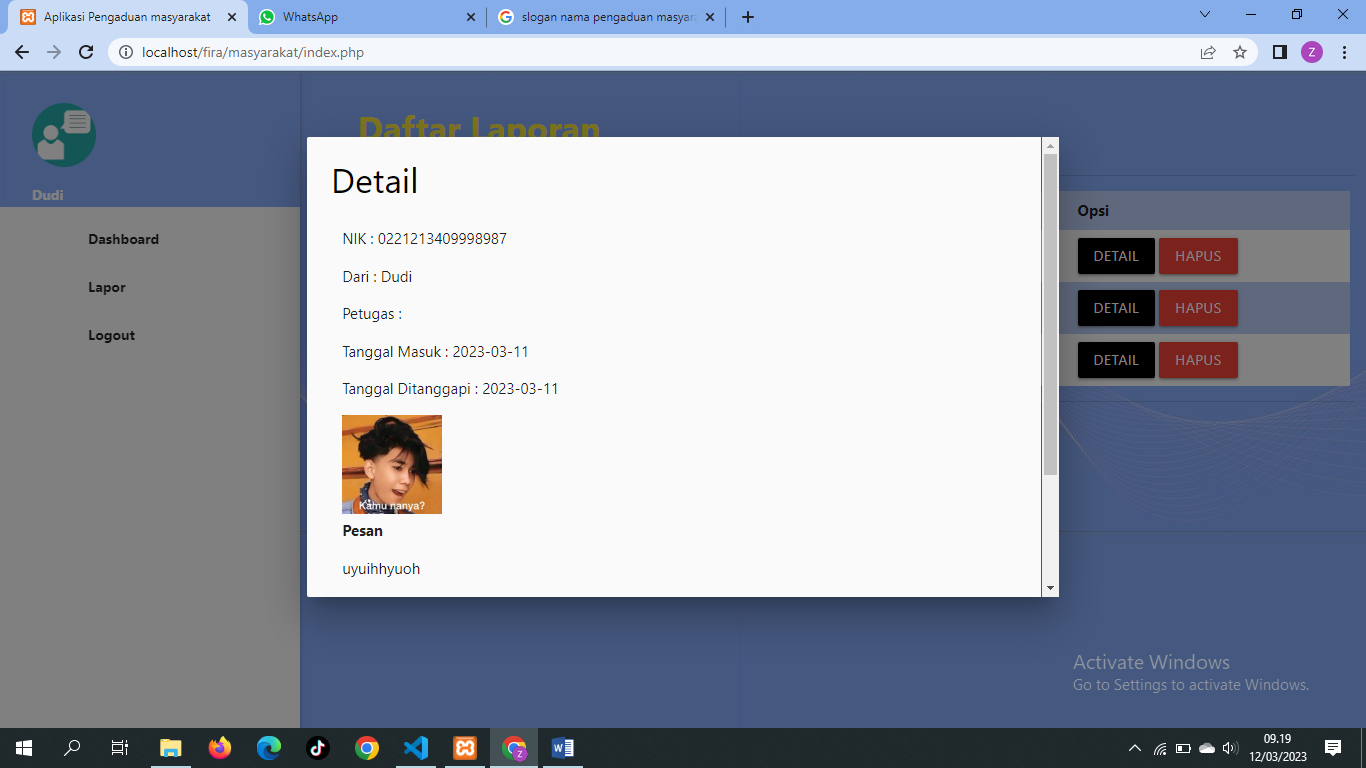 Aplikasi Pengaduan masyarakat
WhatsApp
slogan nama pengaduan masyar
localhost/fira/masyarakat/index.php
Z
Daftar Laporan
Dudi
Dashboard
Lapor
Logout
Detail
NIK : 0221213409998987
Dari : Dudi
Petugas :
Tanggal Masuk : 2023-03-11
Tanggal Ditanggapi : 2023-03-11
Kamu nanya?
Pesan
uyuihhyuoh
Opsi
DETAIL HAPUS
DETAIL HAPUS
DETAIL HAPUS
Activate Windows
Go to Settings to activate Windows.
Z
09.19
12/03/2023